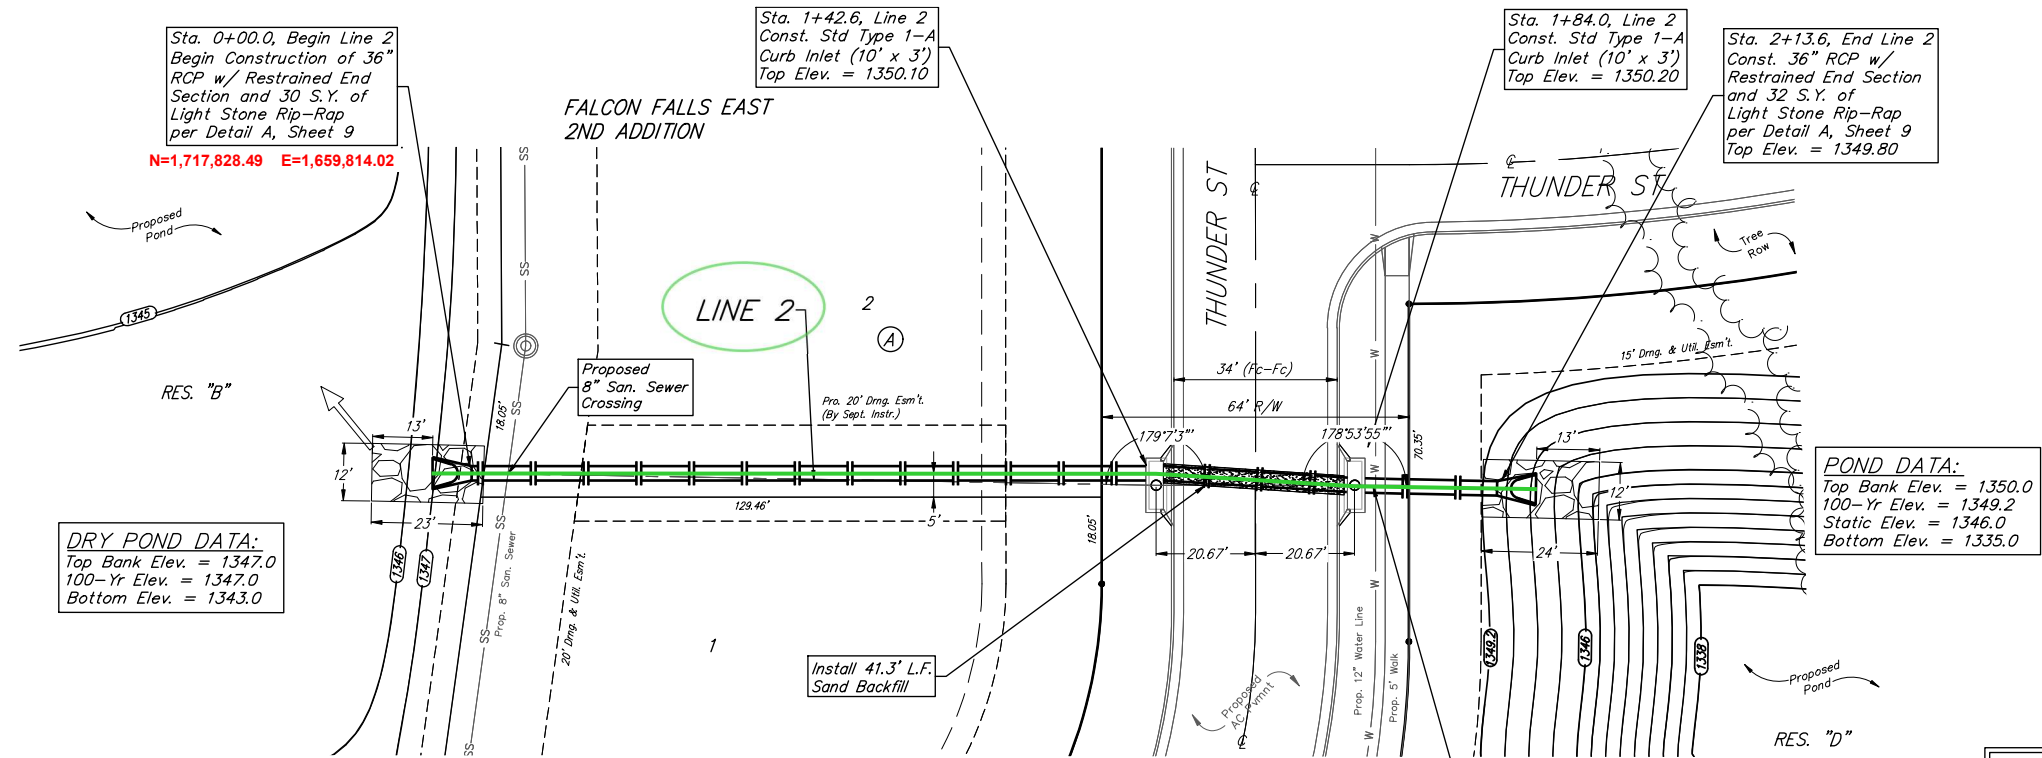 Sta. 0+00.0, Begin Line 2
Begin Construction of 36"
RCP w/ Restrained End
Section and 30 S.Y. of
Light Stone Rip-Rap
per Detail A, Sheet 9
N=1,717,828.49 E=1,659,814.02
Sta. 1+42.6, Line 2
Const. Std Type 1-A
Curb Inlet (10' x 3')
Top Elev. = 1350.10
Sta. 1+84.0, Line 2
Const. Std Type 1-A
Curb Inlet (10' x 3')
Top Elev. = 1350.20
Sta. 2+13.6, End Line 2
Const. 36" RCP w/
Restrained End Section
and 32 S.Y. of
Light Stone Rip-Rap
per Detail A, Sheet 9
Top Elev. = 1349.80
FALCON FALLS EAST
2ND ADDITION
THUNDER ST
THUNDER ST
Proposed
Pond
1345
RES. "B"
SS
SS
SS
SS
SS
SS
SS
LINE 2
2
A
Proposed
8" San. Sewer
Crossing
18.05'
Pro. 20' Drng. Esm't.
(By Sept. Instr.)
34' (Fc-Fc)
64' R/W
179°7'3"
178°53'55"
70.35'
15' Drng. & Util. Esm't.
Tree
Row
W
W
W
W
W
W
13'
12'
23'
129.46'
5'
18.05'
20.67'
20.67'
13'
12'
24'
DRY POND DATA:
Top Bank Elev. = 1347.0
100-Yr Elev. = 1347.0
Bottom Elev. = 1343.0
POND DATA:
Top Bank Elev. = 1350.0
100-Yr Elev. = 1349.2
Static Elev. = 1346.0
Bottom Elev. = 1335.0
1346
1347
Prop. 8" San. Sewer
20' Drng. & Util. Esm't.
1
Install 41.3' L.F.
Sand Backfill
Proposed
AC Pvmnt
Prop. 12" Water Line
Prop. 5' Walk
1349.2
1346
1338
Proposed
Pond
RES. "D"